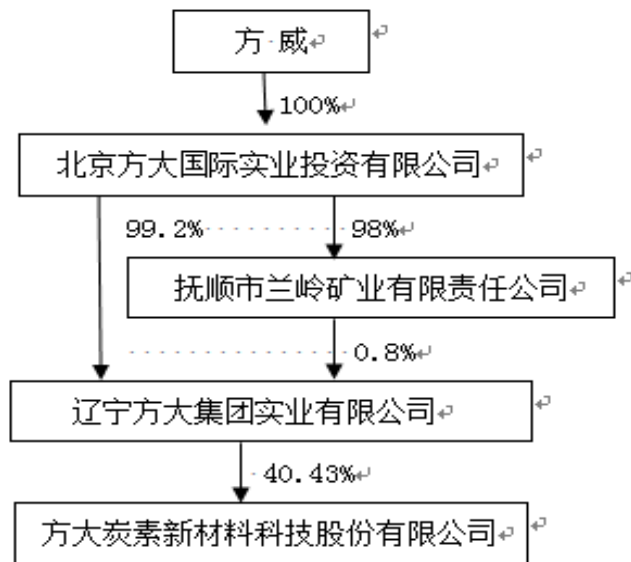 方 威
100%
北京方大国际实业投资有限公司
99.2% 98%
抚顺市兰岭矿业有限责任公司
0.8%
辽宁方大集团实业有限公司
40.43%
方大炭素新材料科技股份有限公司